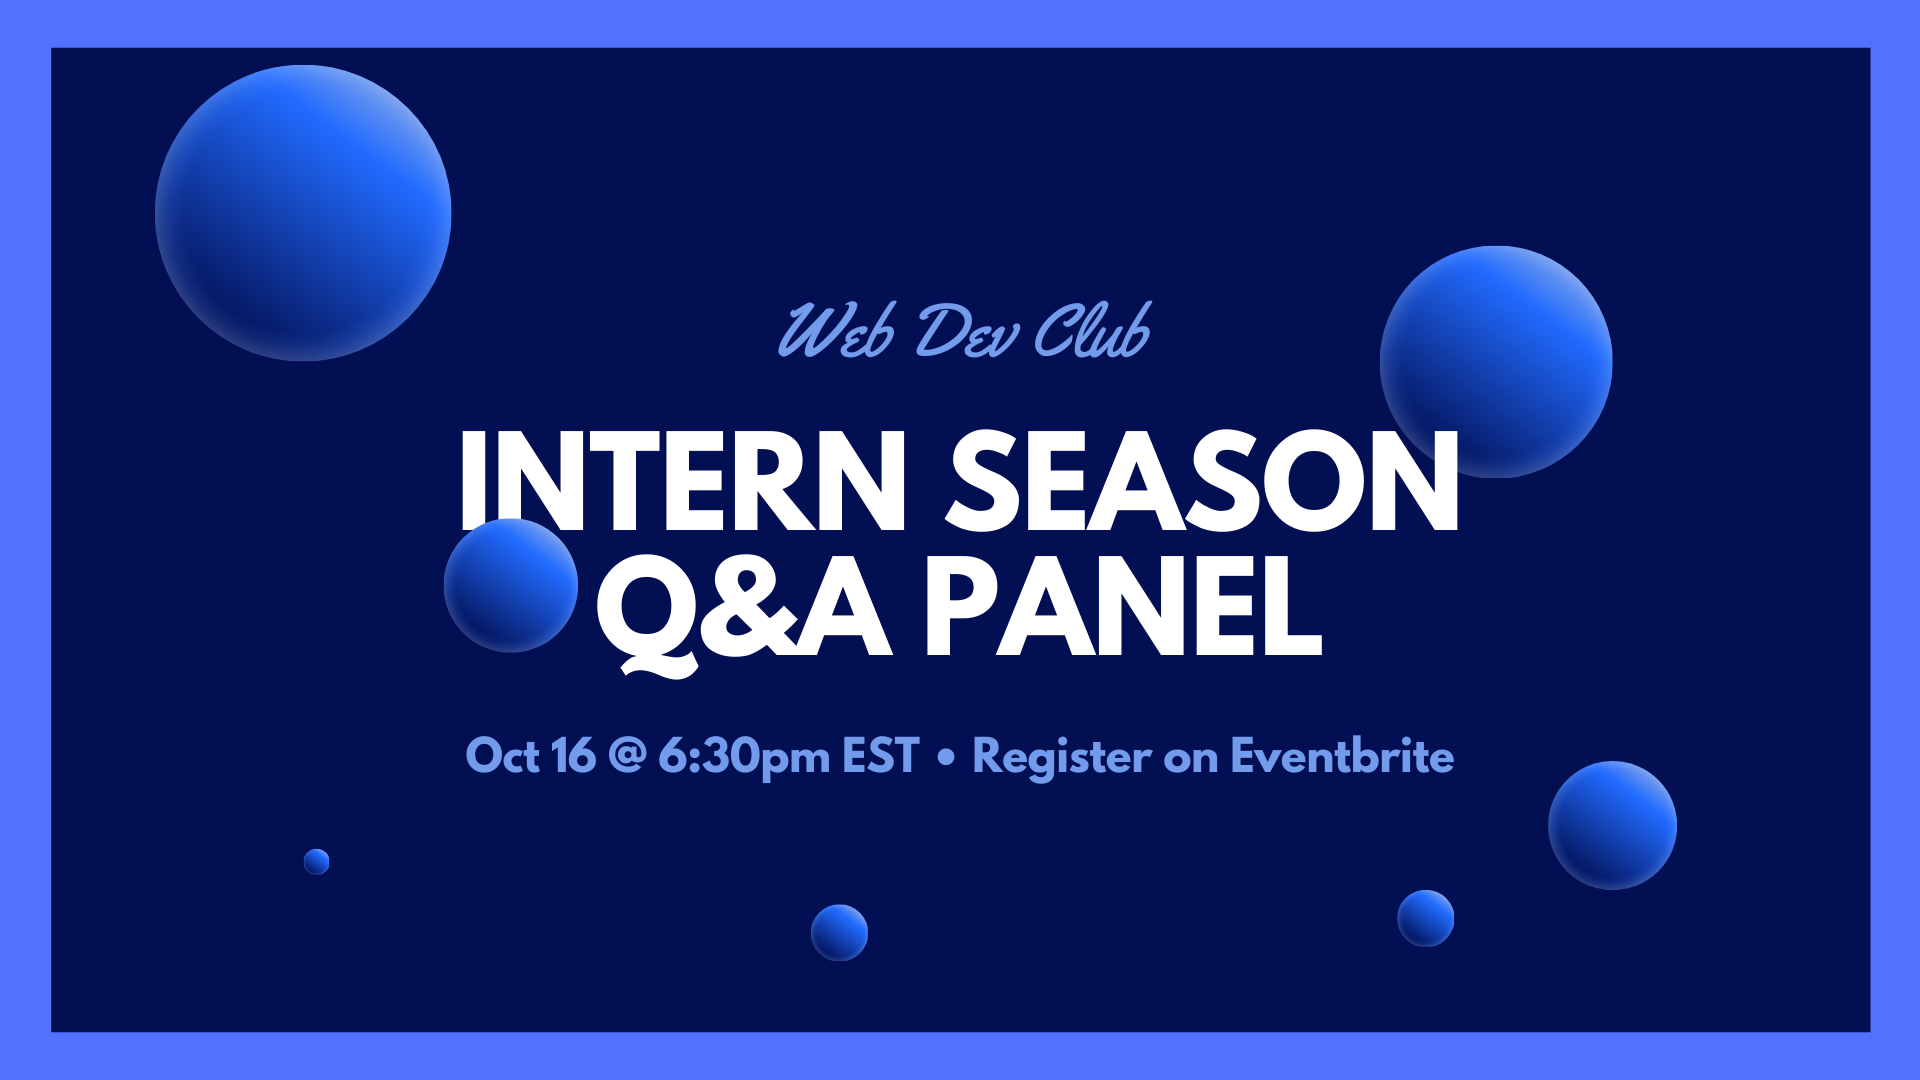 Web Dev Club
INTERN SEASON
Q&A PANEL
Oct 16 @ 6:30pm EST • Register on Eventbrite